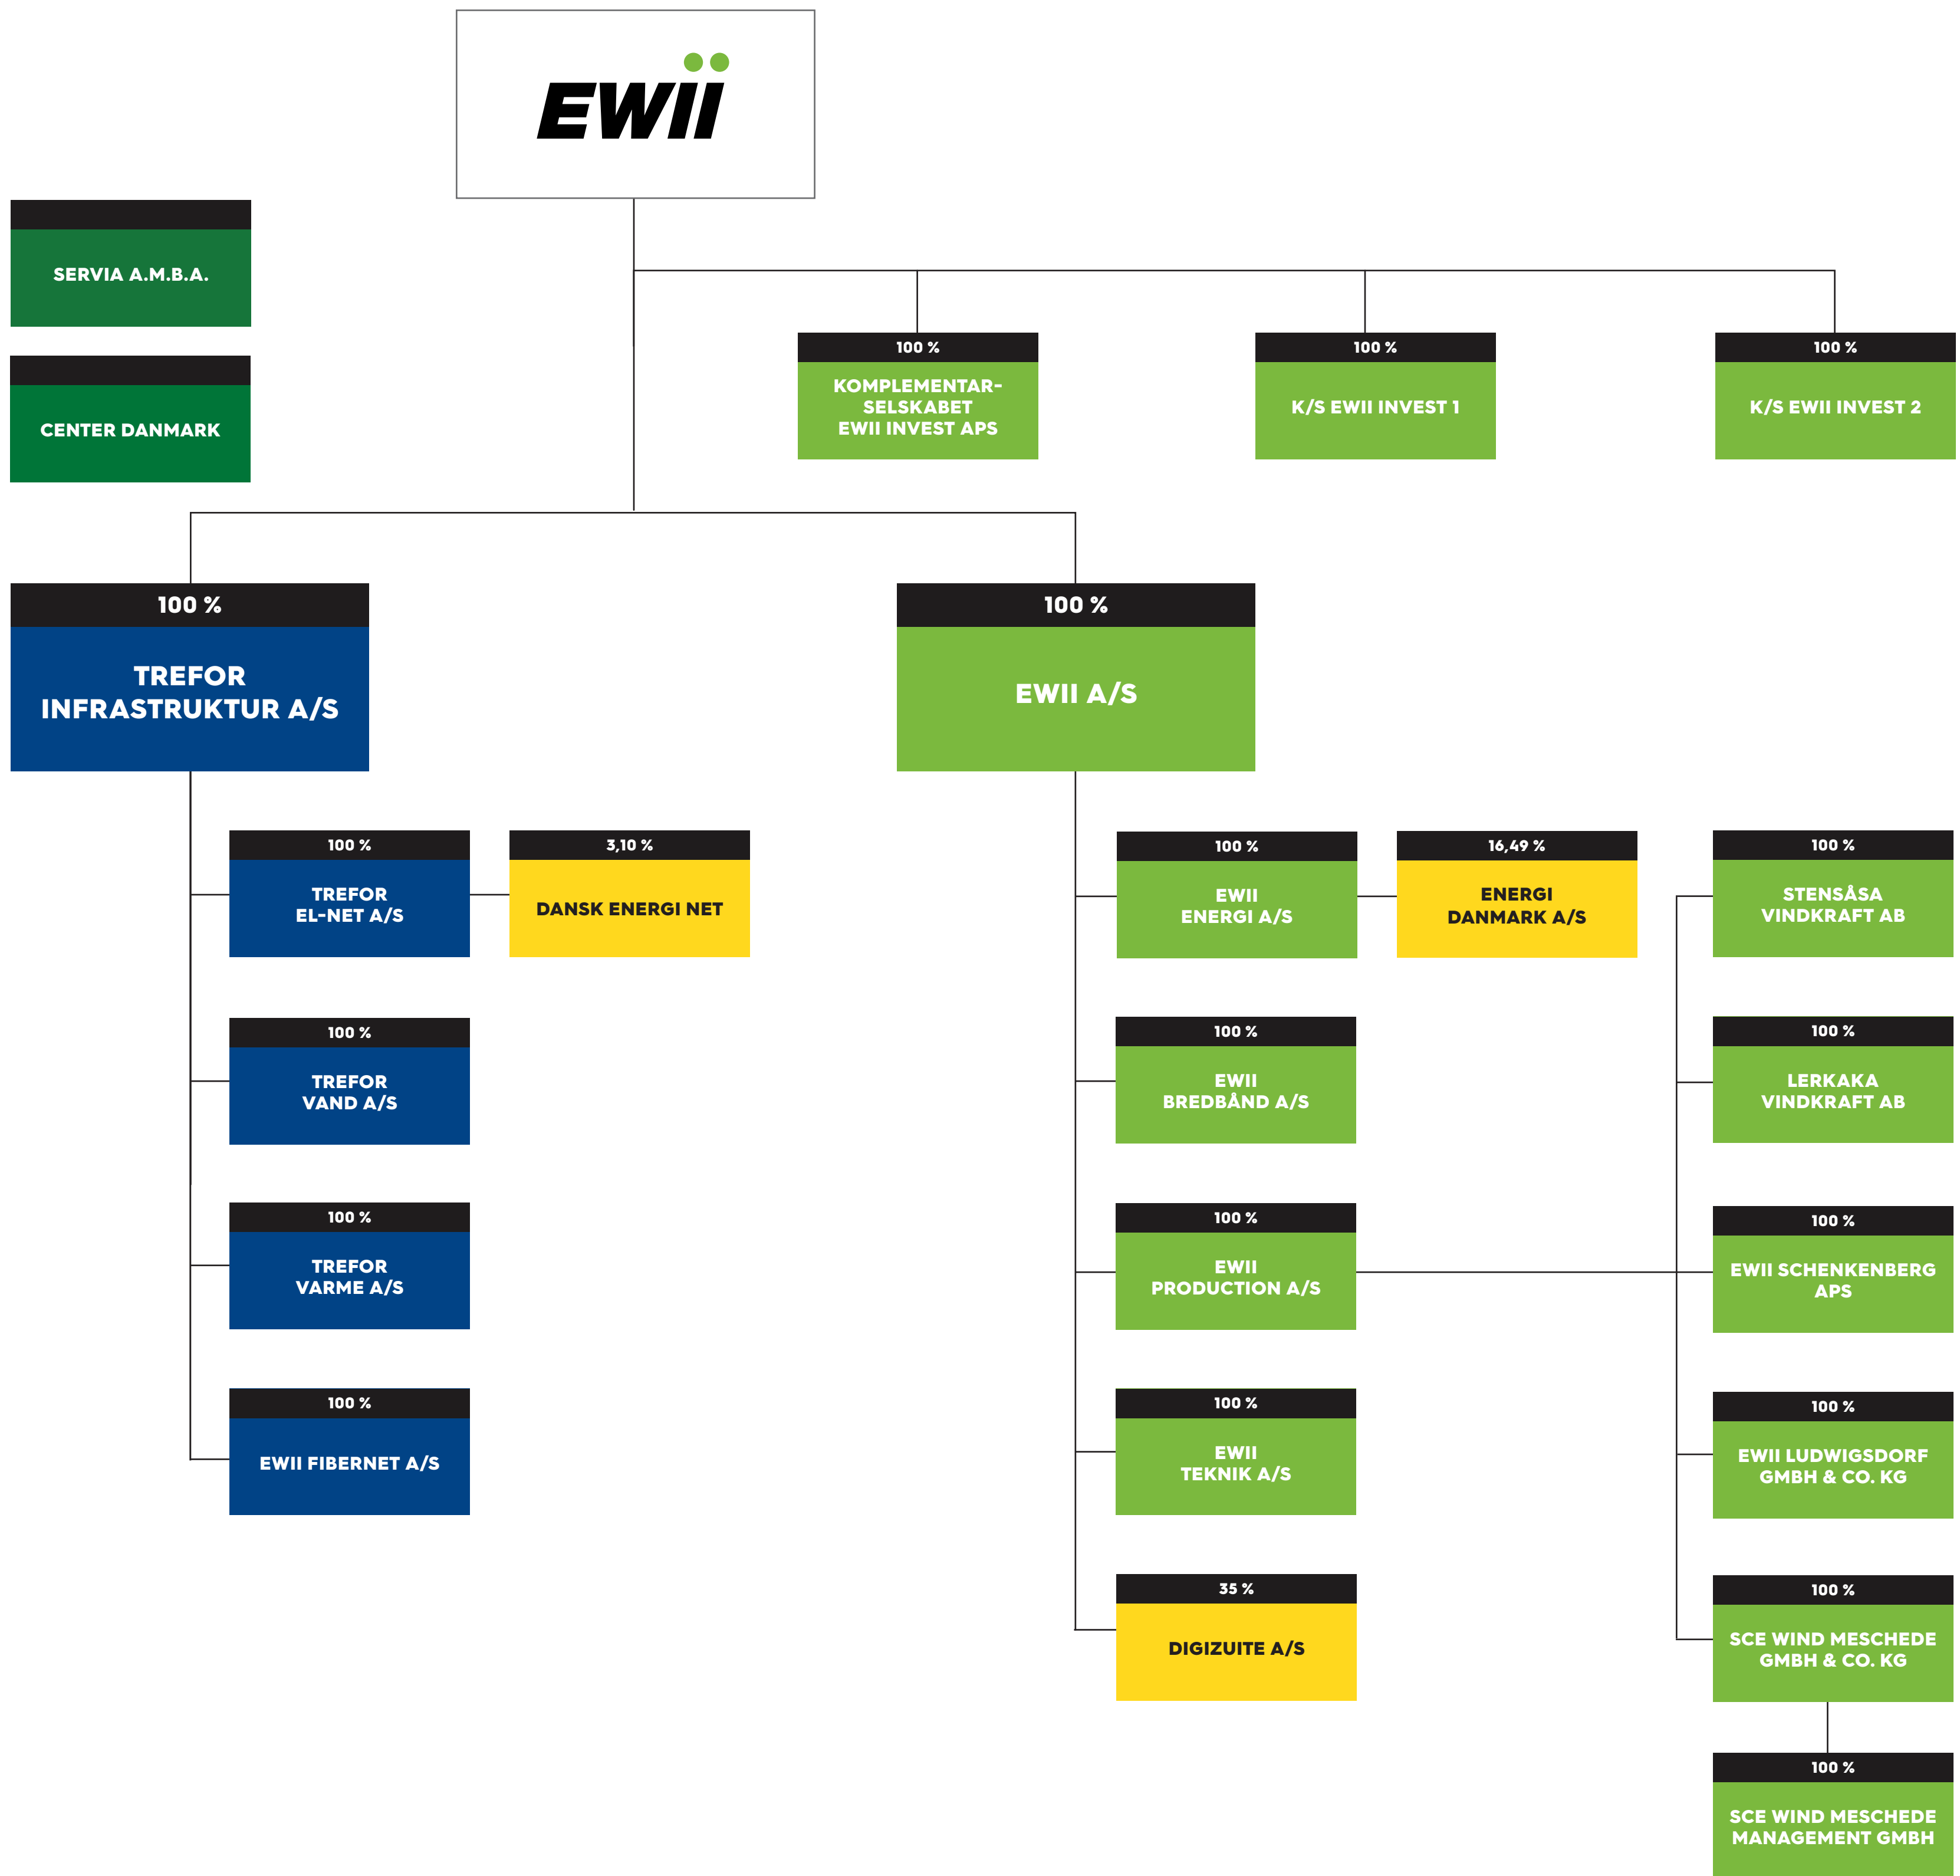 EWII
SERVIA A.M.B.A.
CENTER DANMARK
100 %
KOMPLEMENTAR-
SELSKABET
EWII INVEST APS
100 %
K/S EWII INVEST 1
100 %
K/S EWII INVEST 2
100 %
TREFOR
INFRASTRUKTUR A/S
100 %
EWII A/S
100 %
TREFOR
EL-NET A/S
3,10 %
DANSK ENERGI NET
100 %
TREFOR
VAND A/S
100 %
TREFOR
VARME A/S
100 %
EWII FIBERNET A/S
100 %
EWII
ENERGI A/S
16,49 %
ENERGI
DANMARK A/S
100 %
EWII
BREDBÅND A/S
100 %
EWII
PRODUCTION A/S
100 %
EWII
TEKNIK A/S
35 %
DIGIZUITE A/S
100 %
STENSÅSA
VINDKRAFT AB
100 %
LERKAKA
VINDKRAFT AB
100 %
EWII SCHENKENBERG
APS
100 %
EWII LUDWIGSDORF
GMBH & CO. KG
100 %
SCE WIND MESCHEDE
GMBH & CO. KG
100 %
SCE WIND MESCHEDE
MANAGEMENT GMBH